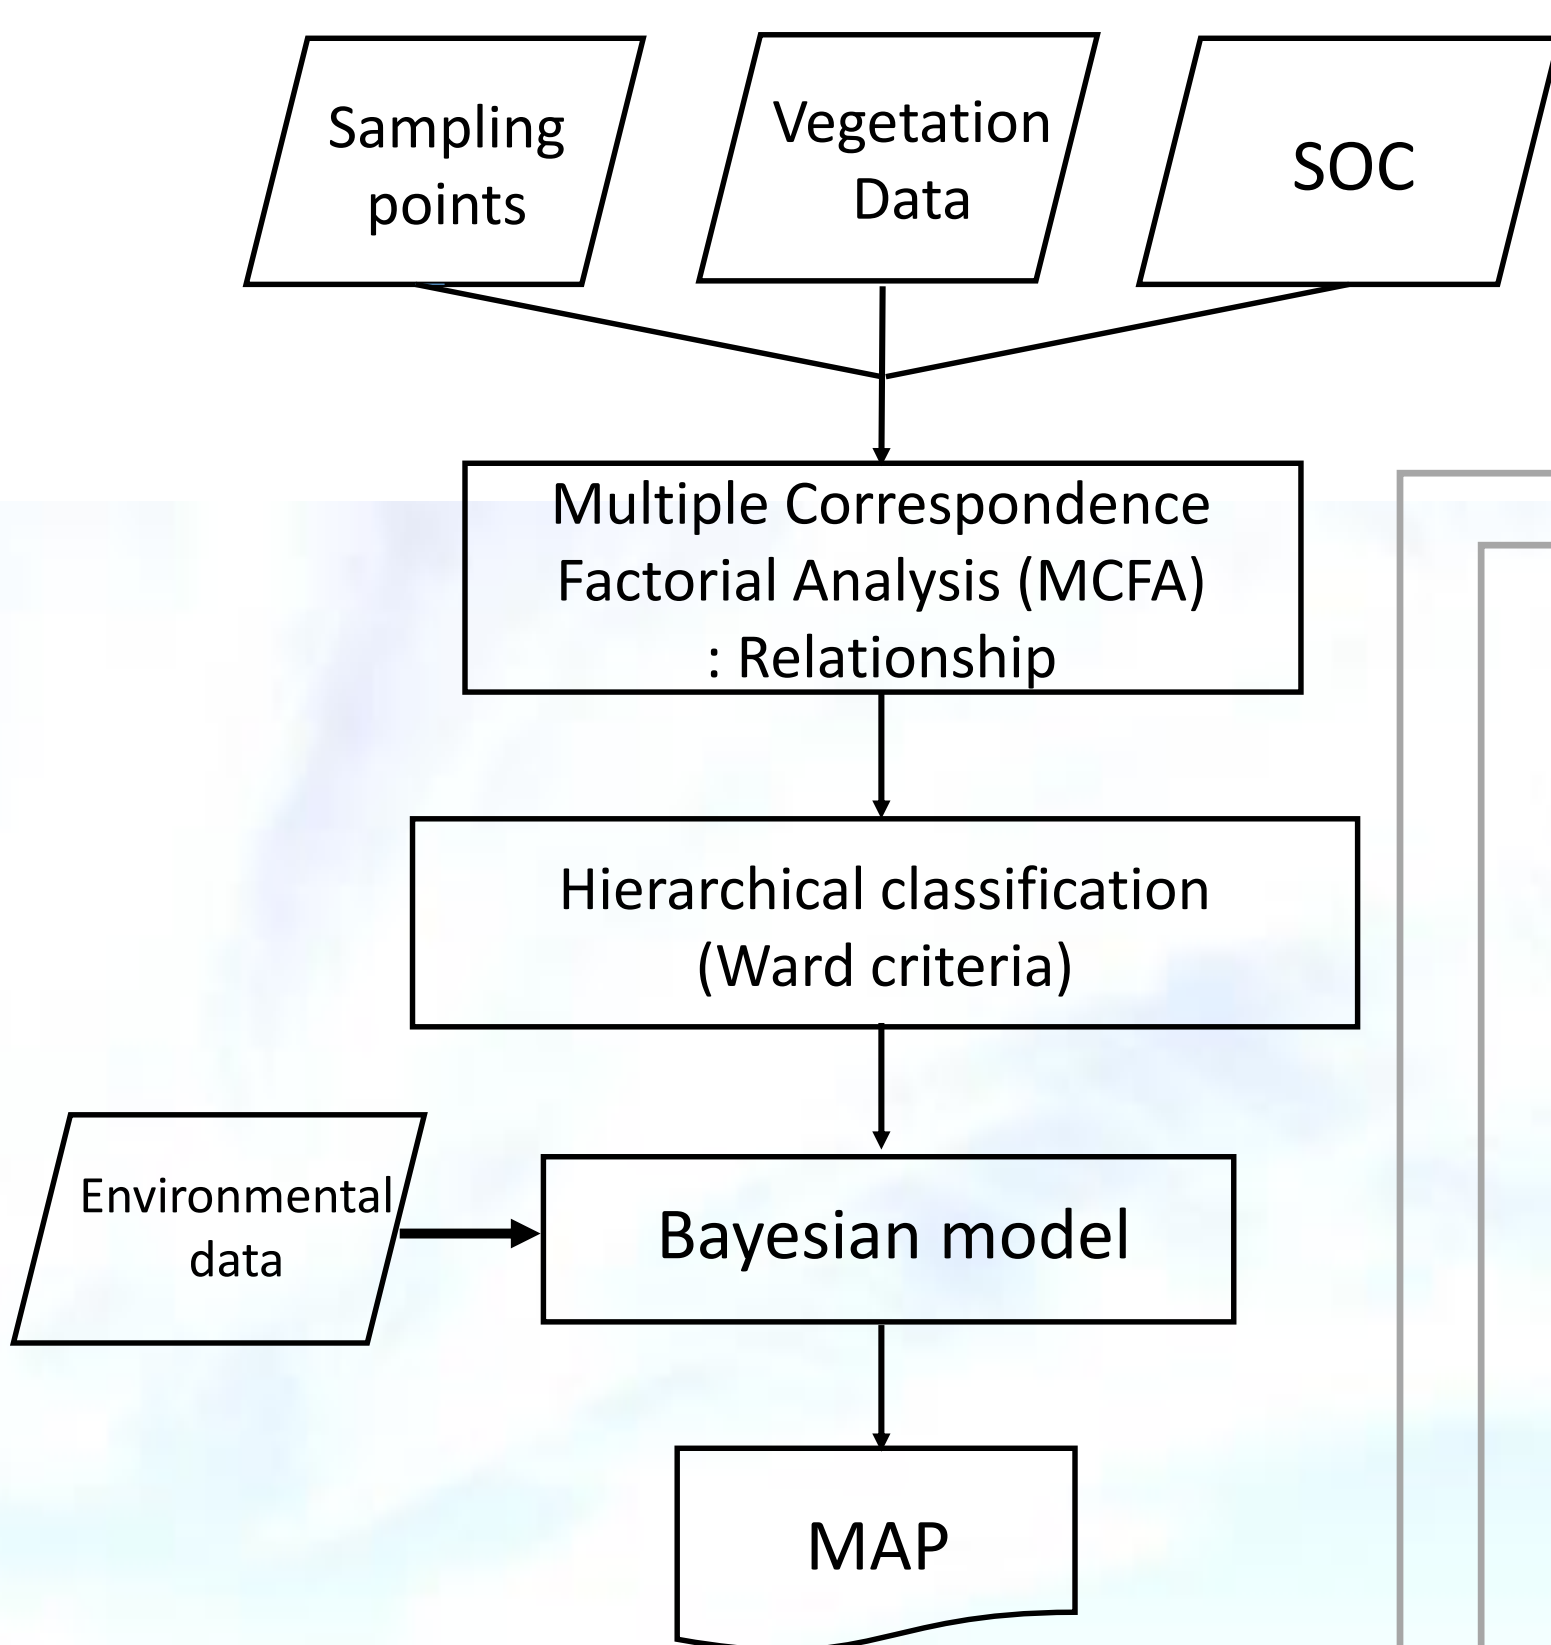 Sampling
points
Vegetation
Data
SOC
Multiple Correspondence
Factorial Analysis (MCFA)
: Relationship
Hierarchical classification
(Ward criteria)
Environmental
data
Bayesian model
MAP